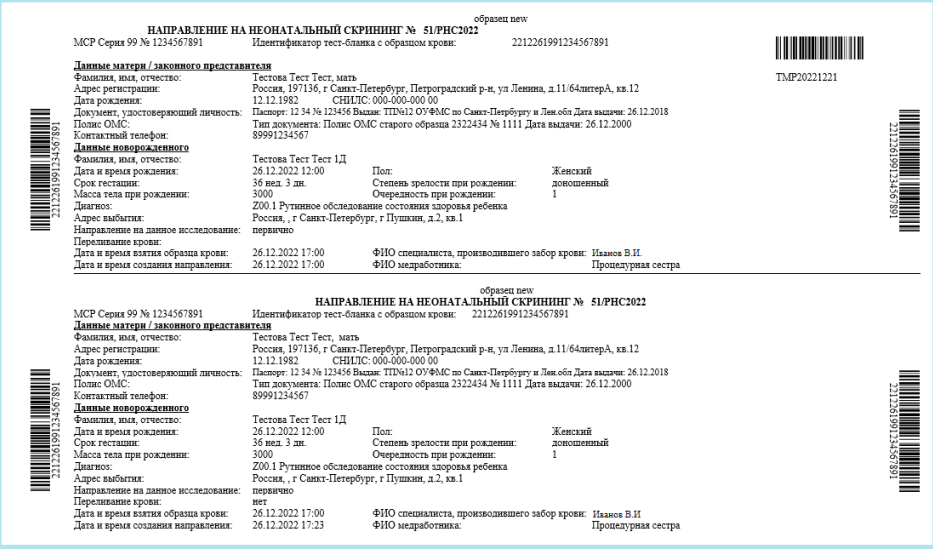 образец new
НАПРАВЛЕНИЕ НА НЕОНАТАЛЬНЫЙ СКРИНИНГ № 51/РНС2022
МСР Серия 99 № 1234567891 Идентификатор тест-бланка с образцом крови: 2212261991234567891
Данные матери / законного представителя
TMP20221221
Фамилия, имя, отчество: Тестова Тест Тест, мать
Адрес регистрации: Россия, 197136, г Санкт-Петербург, Петроградский р-н, ул Ленина, д.11/64литерА, кв.12
Дата рождения: 12.12.1982 СНИЛС: 000-000-000 00
Документ, удостоверяющий личность: Паспорт: 12 34 № 123456 Выдан: ТП№12 ОУФМС по Санкт-Петрбургу и Лен.обл Дата выдачи: 26.12.2018
Полис ОМС: Тип документа: Полис ОМС старого образца 2322434 № 1111 Дата выдачи: 26.12.2000
Контактный телефон: 89991234567
Данные новорожденного
Фамилия, имя, отчество: Тестова Тест Тест 1Д
Дата и время рождения: 26.12.2022 12:00 Пол: Женский
Срок гестации: 36 нед. 3 дн. Степень зрелости при рождении: доношенный
Масса тела при рождении: 3000 Очередность при рождении: 1
Диагноз: Z00.1 Рутинное обследование состояния здоровья ребенка
Адрес выбытия: Россия, , г Санкт-Петербург, г Пушкин, д.2, кв.1
Направление на данное исследование: первично
Переливание крови:
Дата и время взятия образца крови: 26.12.2022 17:00 ФИО специалиста, производившего забор крови: Иванов В.И.
Дата и время создания направления: 26.12.2022 17:00 ФИО медработника: Процедурная сестра
2212261991234567891
2212261991234567891
образец new
НАПРАВЛЕНИЕ НА НЕОНАТАЛЬНЫЙ СКРИНИНГ № 51/РНС2022
МСР Серия 99 № 1234567891 Идентификатор тест-бланка с образцом крови: 2212261991234567891
Данные матери / законного представителя
Фамилия, имя, отчество: Тестова Тест Тест, мать
Адрес регистрации: Россия, 197136, г Санкт-Петербург, Петроградский р-н, ул Ленина, д.11/64литерА, кв.12
Дата рождения: 12.12.1982 СНИЛС: 000-000-000 00
Документ, удостоверяющий личность: Паспорт: 12 34 № 123456 Выдан: ТП№12 ОУФМС по Санкт-Петрбургу и Лен.обл Дата выдачи: 26.12.2018
Полис ОМС: Тип документа: Полис ОМС старого образца 2322434 № 1111 Дата выдачи: 26.12.2000
Контактный телефон: 89991234567
Данные новорожденного
Фамилия, имя, отчество: Тестова Тест Тест 1Д
Дата и время рождения: 26.12.2022 12:00 Пол: Женский
Срок гестации: 36 нед. 3 дн. Степень зрелости при рождении: доношенный
Масса тела при рождении: 3000 Очередность при рождении: 1
Диагноз: Z00.1 Рутинное обследование состояния здоровья ребенка
Адрес выбытия: Россия, , г Санкт-Петербург, г Пушкин, д.2, кв.1
Направление на данное исследование: первично
Переливание крови: нет
Дата и время взятия образца крови: 26.12.2022 17:00 ФИО специалиста, производившего забор крови: Иванов В.И
Дата и время создания направления: 26.12.2022 17:23 ФИО медработника: Процедурная сестра
2212261991234567891
2212261991234567891